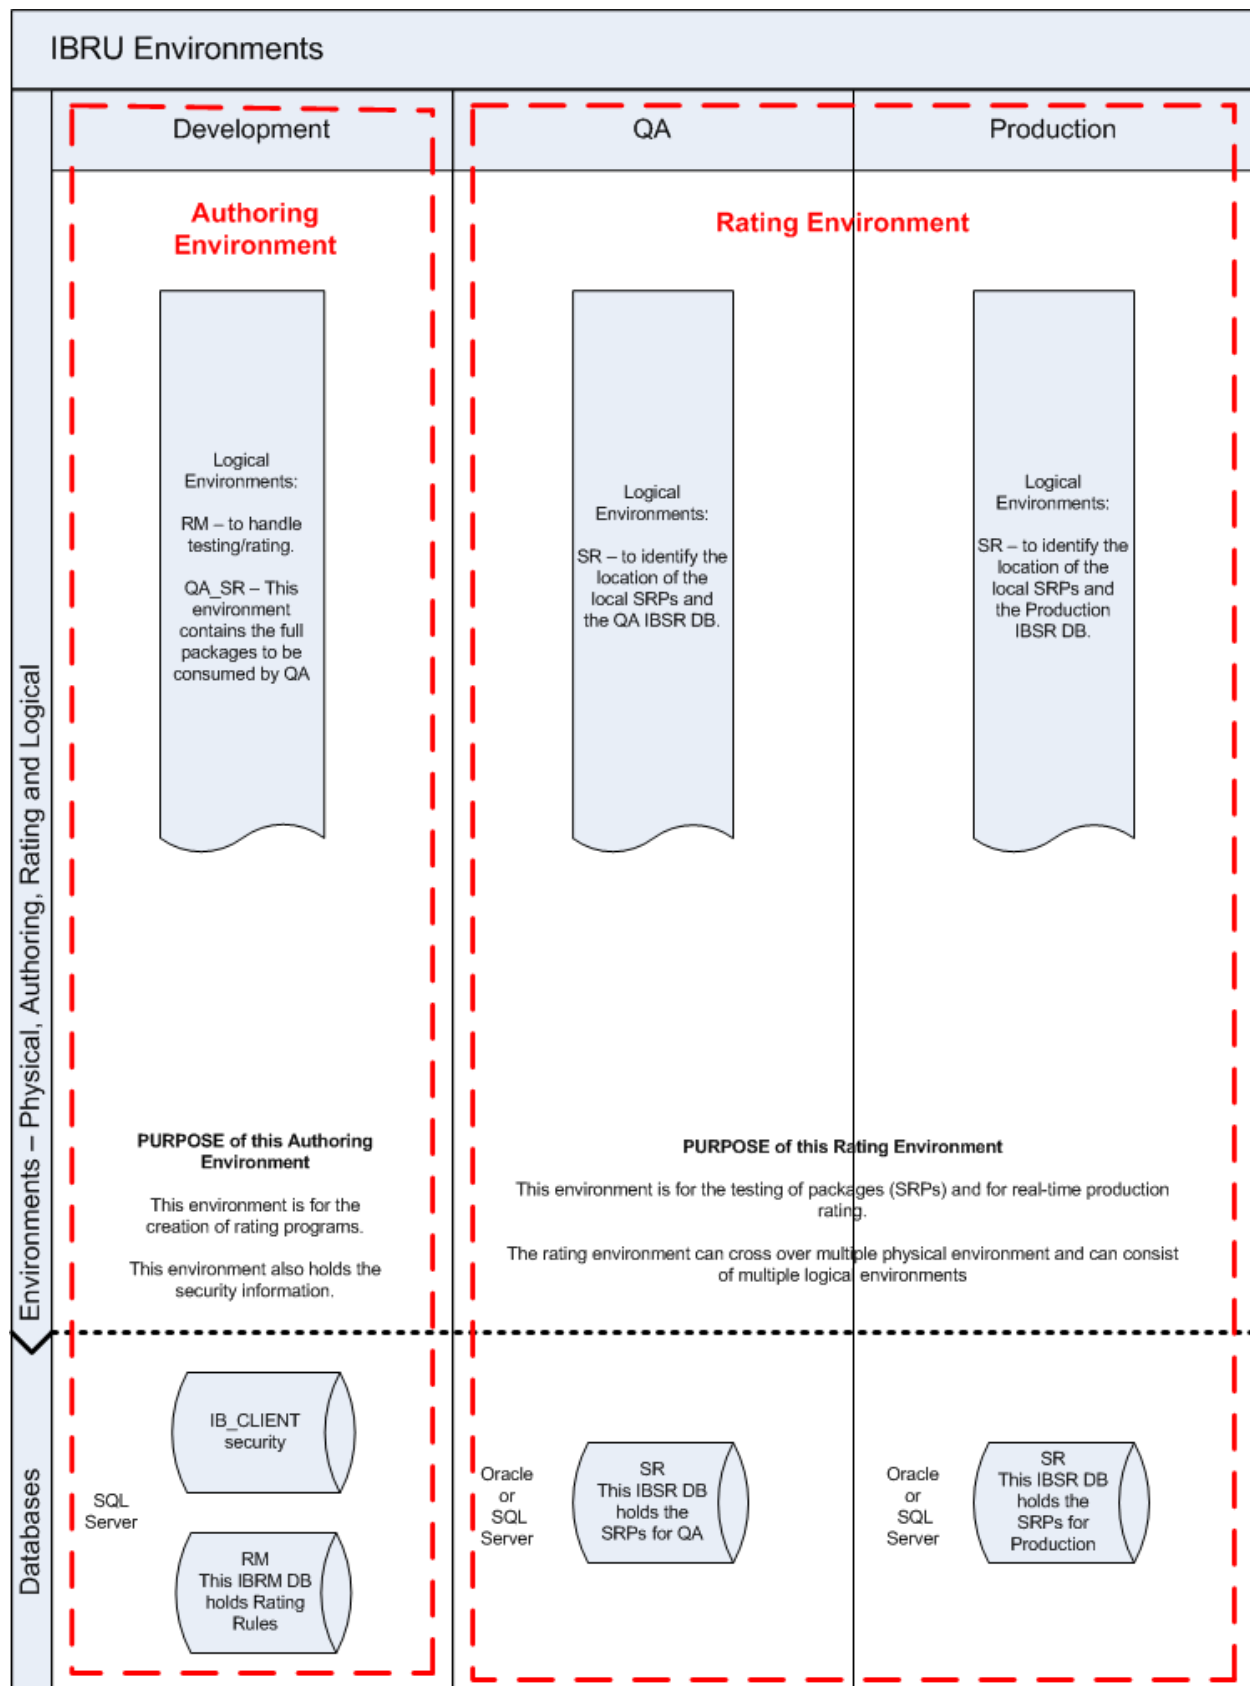 IBRU Environments
Development
QA
Production
Authoring
Environment
Rating Environment
Logical
Environments:
RM – to handle
testing/rating.
QA_SR – This
environment
contains the full
packages to be
consumed by QA
Logical
Environments:
SR – to identify the
location of the
local SRPs and
the QA IBSR DB.
Logical
Environments:
SR – to identify the
location of the
local SRPs and
the Production
IBSR DB.
Environments – Physical, Authoring, Rating and Logical
PURPOSE of this Authoring
Environment
This environment is for the
creation of rating programs.
This environment also holds the
security information.
PURPOSE of this Rating Environment
This environment is for the testing of packages (SRPs) and for real-time production
rating.
The rating environment can cross over multiple physical environment and can consist
of multiple logical environments
Databases
SQL
Server
IB_CLIENT
security
RM
This IBRM DB
holds Rating
Rules
Oracle
or
SQL
Server
SR
This IBSR DB
holds the
SRPs for QA
Oracle
or
SQL
Server
SR
This IBSR DB
holds the
SRPs for
Production